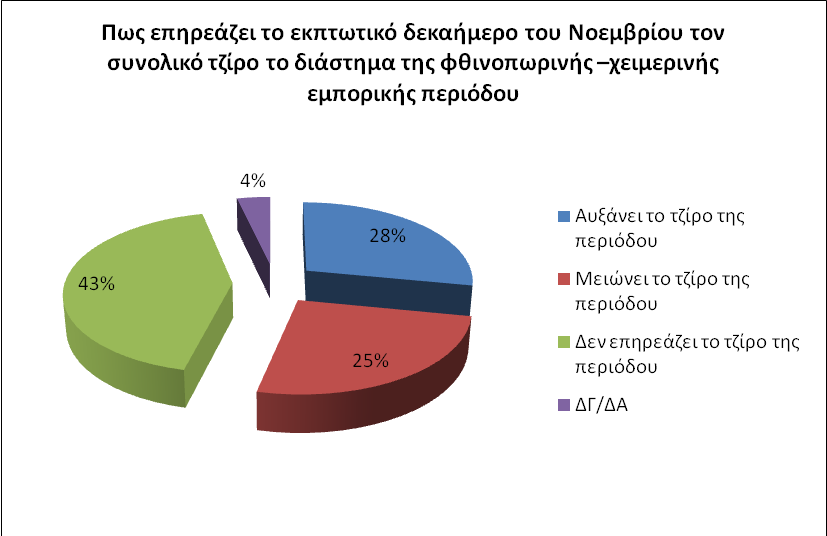 Πως επηρεάζει το εκπτωτικό δεκαήμερο του Νοεμβρίου τον
συνολικό τζίρο το διάστημα της φθινοπωρινής –χειμερινής
εμπορικής περιόδου
4%
28%
43%
25%
Αυξάνει το τζίρο της
περιόδου
Μειώνει το τζίρο της
περιόδου
Δεν επηρεάζει το τζίρο της
περιόδου
ΔΓ/ΔΑ